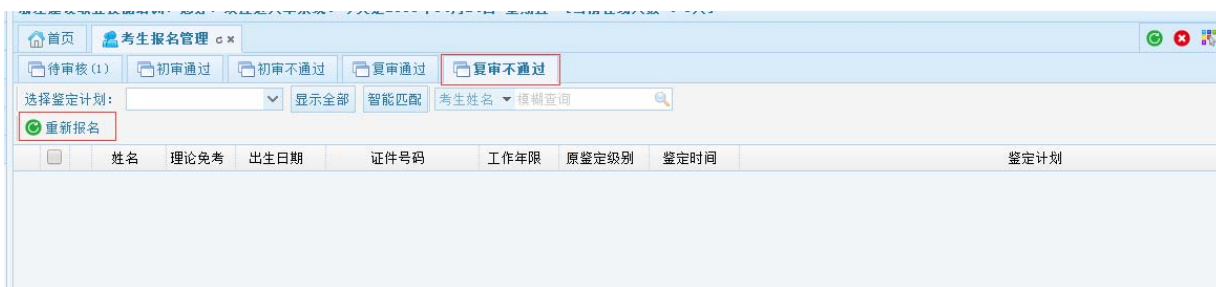 首页 考生报名管理
待审核(1) 初审通过 初审不通过 复审通过 复审不通过
选择鉴定计划: 显示全部 智能匹配 考生姓名 模糊查询
重新报名
姓名 理论免考 出生日期 证件号码 工作年限 原鉴定级别 鉴定时间 鉴定计划